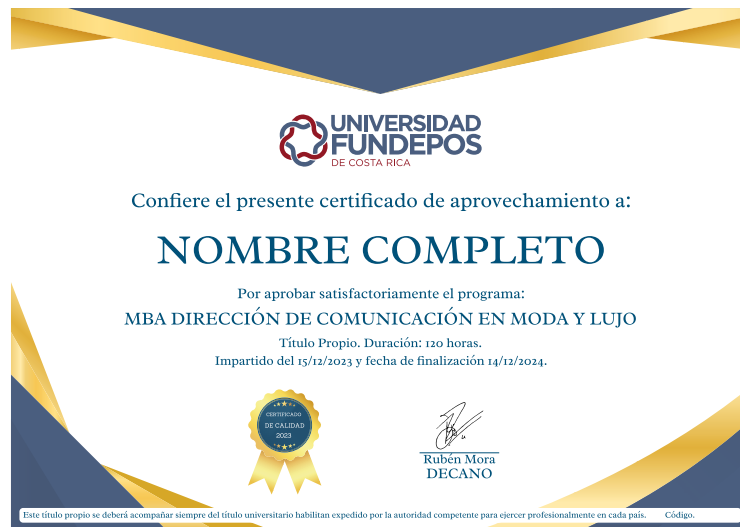 UNIVERSIDAD
FUNDEPOS
DE COSTA RICA
Confiere el presente certificado de aprovechamiento a:
NOMBRE COMPLETO
Por aprobar satisfactoriamente el programa:
MBA DIRECCIÓN DE COMUNICACIÓN EN MODA Y LUJO
Título Propio. Duración: 120 horas.
Impartido del 15/12/2023 y fecha de finalización 14/12/2024.
CERTIFICADO
DE CALIDAD
2023
Rubén Mora
DECANO
Este título propio se deberá acompañar siempre del título universitario habilitan expedido por la autoridad competente para ejercer profesionalmente en cada país. Código.